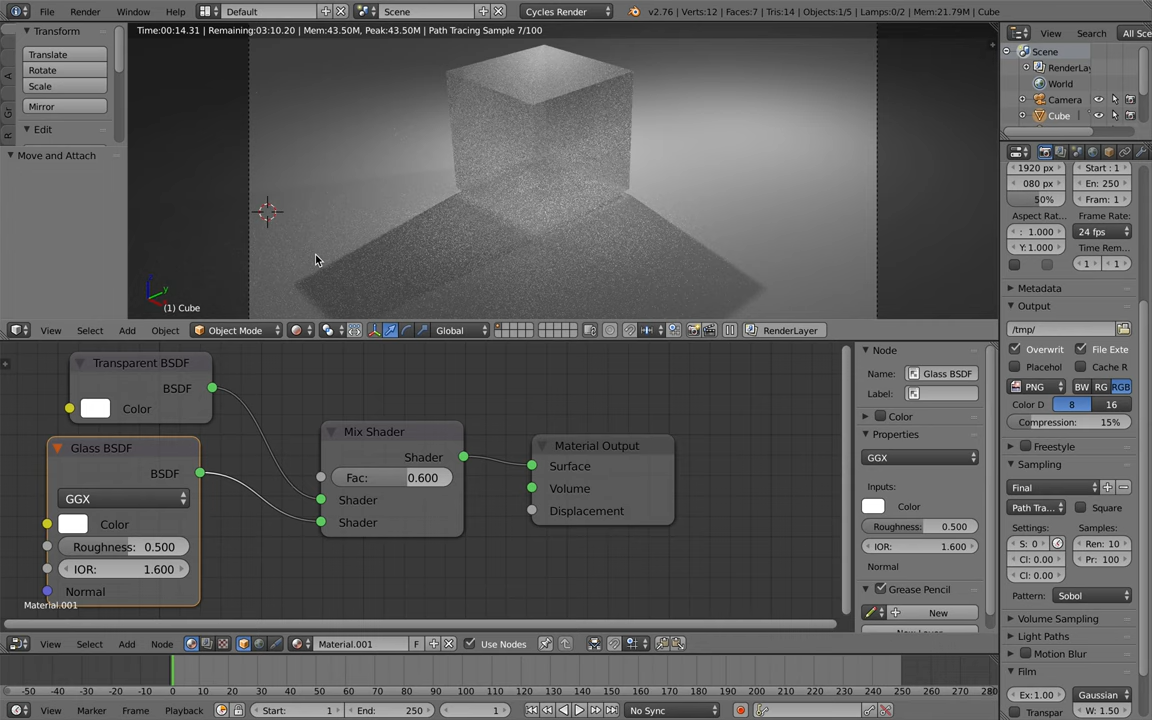 File Render Window Help Default Scene Cycles Render v2.76 | Verts:12 | Faces:7 | Tris:14 | Objects:1/5 | Lamps:0/2 | Mem:21.79M | Cube
Time:00:14.31 | Remaining:03:10.20 | Mem:43.50M, Peak:43.50M | Path Tracing Sample 7/100
Transform
Translate
Rotate
Scale
Mirror
Edit
Move and Attach
A
Gr
R
y
(1) Cube
View Select Add Object Object Mode Global RenderLayer
View Search All Sce
Scene
RenderLay
World
Camera
Cube
1920 px Start : 1
080 px En: 250
50% Fram: 1
Aspect Rat... Frame Rate:
: 1.000 24 fps
Y: 1.000 Time Rem...
1 1
Metadata
Output
/tmp/
Overwrit File Exte
Placehol Cache R
PNG BW RG RGB
Color D 8 16
Compression: 15%
Freestyle
Sampling
Final
Path Tra... Square
Settings: Samples:
S: 0 Ren: 10
Cl: 0.00 Pr: 100
Cl: 0.00
Pattern: Sobol
Volume Sampling
Light Paths
Motion Blur
Film
Ex: 1.00 Gaussian
Transpar W: 1.50
Transparent BSDF
BSDF
Color
Glass BSDF
BSDF
GGX
Color
Roughness: 0.500
IOR: 1.600
Normal
Material.001
Mix Shader
Shader
Fac: 0.600
Shader
Shader
Material Output
Surface
Volume
Displacement
Node
Name: Glass BSDF
Label:
Color
Properties
GGX
Inputs:
Color
Roughness: 0.500
IOR: 1.600
Normal
Grease Pencil
New
View Select Add Node Material.001 F Use Nodes
-50 -40 -30 -20 -10 0 10 20 30 40 50 60 70 80 90 100 110 120 130 140 150 160 170 180 190 200 210 220 230 240 250 260 270 280
View Marker Frame Playback Start: 1 End: 250 1 No Sync